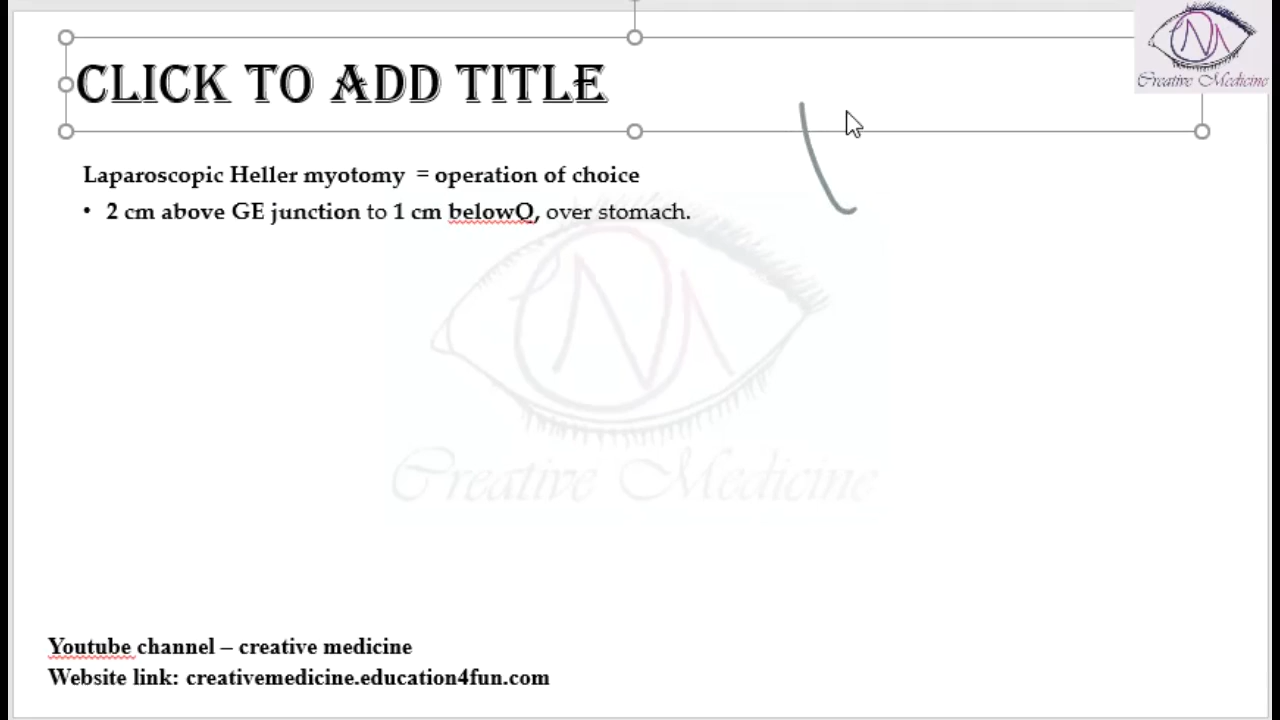 CLICK TO ADD TITLE
Creative Medicine
Laparoscopic Heller myotomy = operation of choice
• 2 cm above GE junction to 1 cm belowO, over stomach.
Creative Medicine
Youtube channel – creative medicine
Website link: creativemedicine.education4fun.com